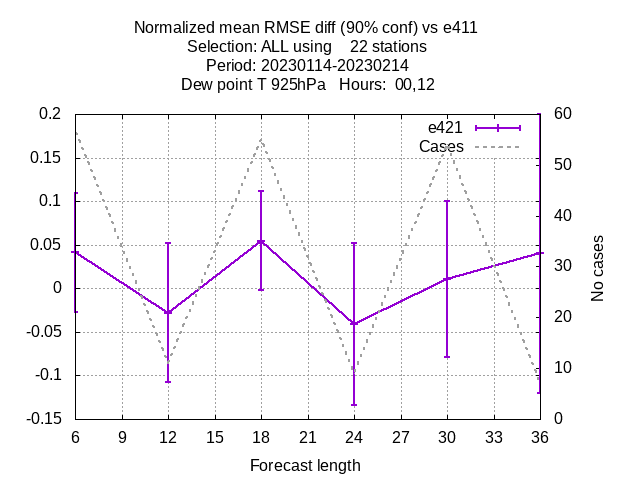 Normalized mean RMSE diff (90% conf) vs e411
Selection: ALL using    22 stations
Period: 20230114-20230214
Dew point T 925hPa   Hours:  00,12
0.2
0.15
0.1
0.05
0
-0.05
-0.1
-0.15
60
50
40
30
20
10
0
e421
Cases
No cases
6 9 12 15 18 21 24 27 30 33 36
Forecast length